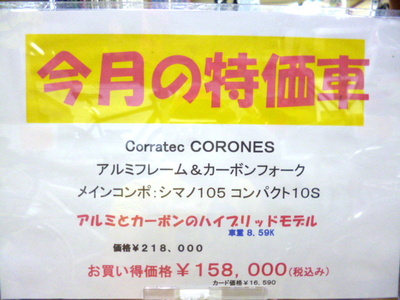 今月の特価車
Corratec CORONES
アルミフレーム＆カーボンフォーク
メインコンポ:シマノ105 コンパクト10S
アルミとカーボンのハイブリッドモデル
車重 8,59K
価格￥218, 000
お買い得価格￥158, 000(税込み)
カード価格￥16, 590